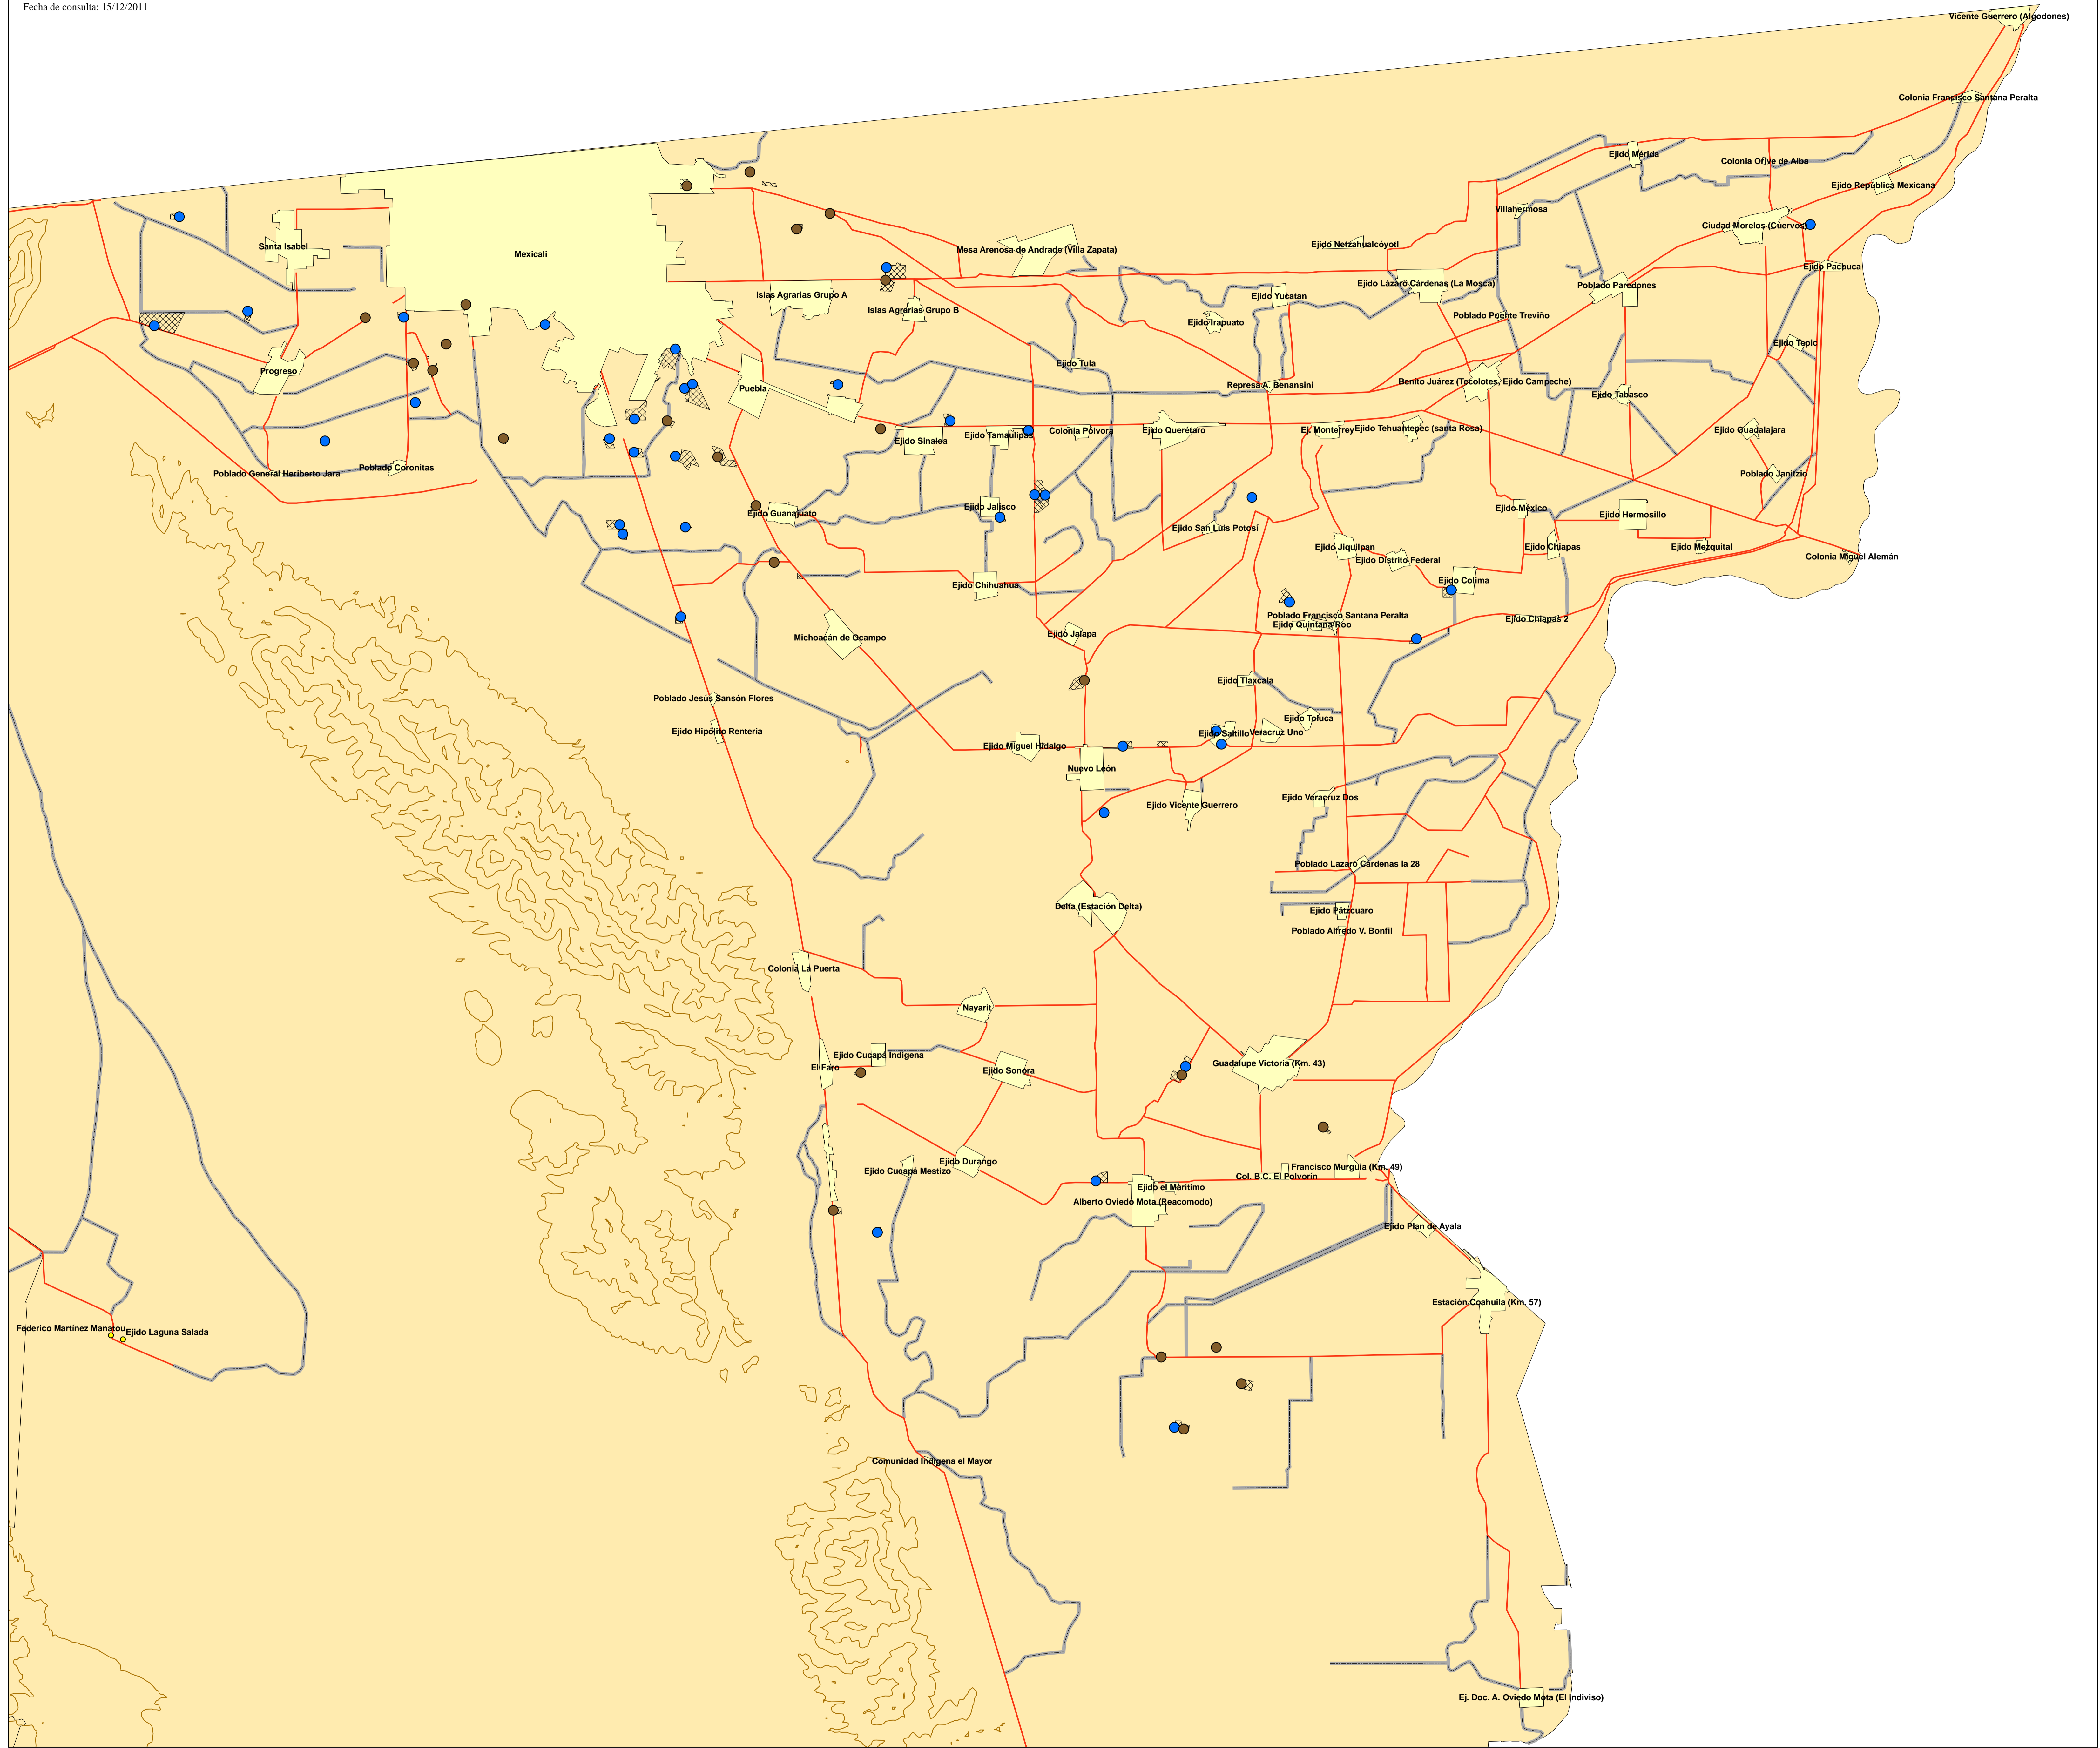 Fecha de consulta: 15/12/2011
Vicente Guerrero (Algodones)
Colonia Francisco Santana Peralta
Ejido Mérida
Colonia Orive de Alba
Ejido República Mexicana
Villahermosa
Ciudad Morelos (Cuervos)
Ejido Netzahualcóyotl
Santa Isabel
Mexicali
Mesa Arenosa de Andrade (Villa Zapata)
Ejido Pachuca
Ejido Lázaro Cárdenas (La Mosca)
Poblado Paredones
Islas Agrarias Grupo A
Ejido Yucatan
Islas Agrarias Grupo B
Poblado Puente Treviño
Ejido Irapuato
Ejido Tepic
Ejido Tula
Progreso
Puebla
Represa A. Benansini
Benito Juárez (Tecolotes, Ejido Campeche)
Ejido Tabasco
Ejido Sinaloa
Ejido Tamaulipas
Colonia Pólvora
Ejido Querétaro
Ej. Monterrey
Ejido Tehuantepec (santa Rosa)
Ejido Guadalajara
Poblado General Heriberto Jara
Poblado Coronitas
Poblado Janitzio
Ejido Guanajuato
Ejido Jalisco
Ejido México
Ejido Hermosillo
Ejido San Luis Potosí
Ejido Jiquilpan
Ejido Chiapas
Ejido Mezquital
Colonia Miguel Alemán
Ejido Distrito Federal
Ejido Chihuahua
Ejido Colima
Poblado Francisco Santana Peralta
Ejido Quintana Roo
Ejido Chiapas 2
Michoacán de Ocampo
Ejido Jalapa
Ejido Tlaxcala
Poblado Jesús Sansón Flores
Ejido Toluca
Ejido Hipólito Renteria
Ejido Saltillo
Veracruz Uno
Ejido Miguel Hidalgo
Nuevo León
Ejido Vicente Guerrero
Ejido Veracruz Dos
Poblado Lazaro Cárdenas la 28
Delta (Estación Delta)
Ejido Pátzcuaro
Poblado Alfredo V. Bonfil
Colonia La Puerta
Nayarit
Ejido Cucapá Indigena
El Faro
Ejido Sonora
Guadalupe Victoria (Km. 43)
Ejido Durango
Ejido Cucapá Mestizo
Francisco Murguia (Km. 49)
Col. B.C. El Polvorín
Ejido el Marítimo
Alberto Oviedo Mota (Reacomodo)
Ejido Plan de Ayala
Estación Coahuila (Km. 57)
Federico Martínez Manatou
Ejido Laguna Salada
Comunidad Indígena el Mayor
Ej. Doc. A. Oviedo Mota (El Indiviso)